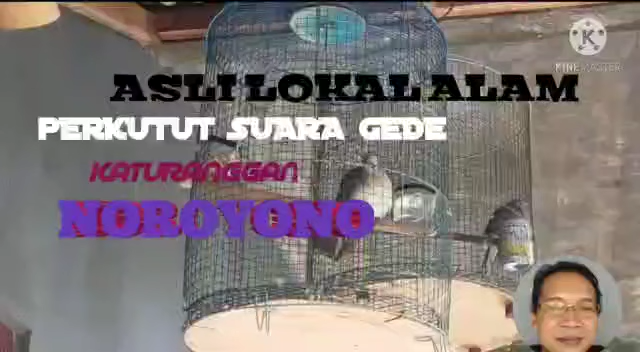 K
KINEMASTER
ASLI LOKAL ALAM
PERKUTUT SUARA GEDE
KATURANGGAN
NOROYONO